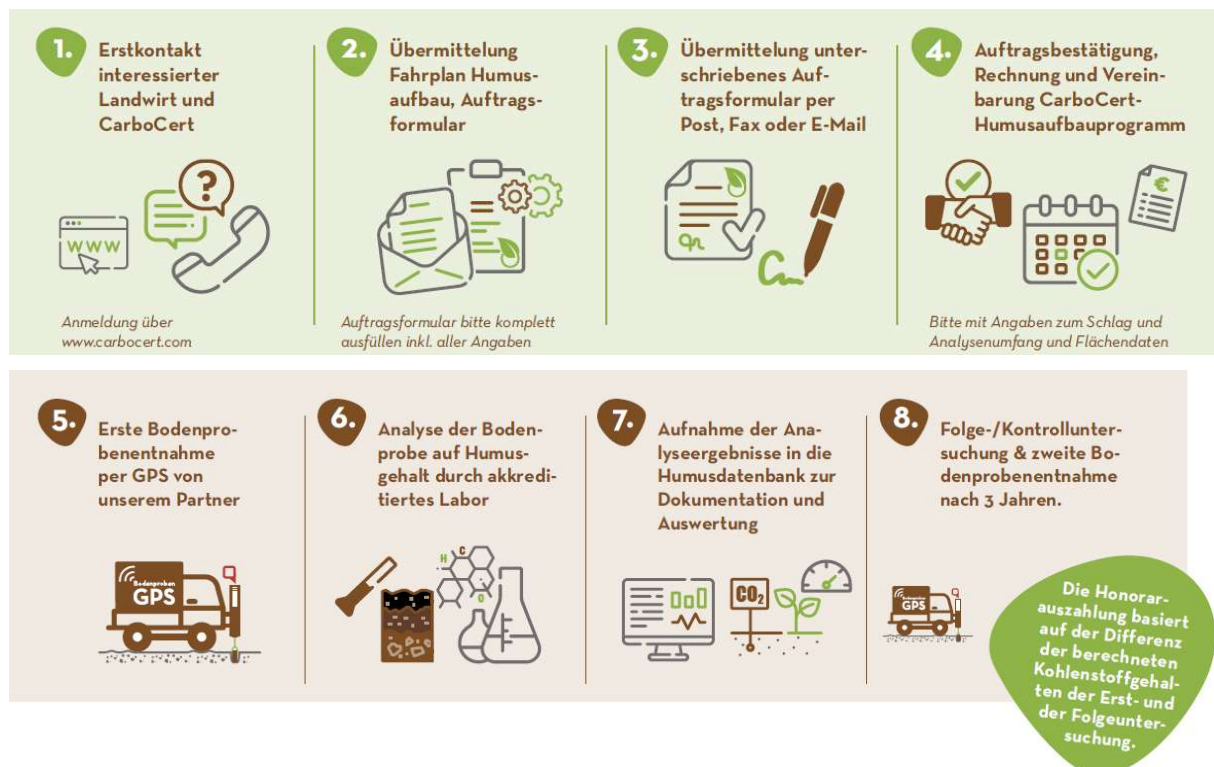 1.
Erstkontakt
interessierter
Landwirt und
CarboCert
www
?
Anmeldung über
www.carbocert.com
2.
Übermittelung
Fahrplan Humus-
aufbau, Auftrags-
formular
Auftragsformular bitte komplett
ausfüllen inkl. aller Angaben
3.
Übermittelung unter-
schriebenes Auf-
tragsformular per
Post, Fax oder E-Mail
4.
Auftragsbestätigung,
Rechnung und Verein-
barung CarboCert-
Humusaufbauprogramm
€
Bitte mit Angaben zum Schlag und
Analysenumfang und Flächendaten
5.
Erste Bodenpro-
benentnahme
per GPS von
unserem Partner
Bodenproben
GPS
6.
Analyse der Boden-
probe auf Humus-
gehalt durch akkredi-
tiertes Labor
H
C
O
7.
Aufnahme der Ana-
lyseergebnisse in die
Humusdatenbank zur
Dokumentation und
Auswertung
CO₂
8.
Folge-/Kontrollunter-
suchung & zweite Bo-
denprobenentnahme
nach 3 Jahren.
Bodenproben
GPS
Die Honorar-
auszahlung basiert
auf der Differenz
der berechneten
Kohlenstoffgehal-
ten der Erst- und
der Folgeunter-
suchung.